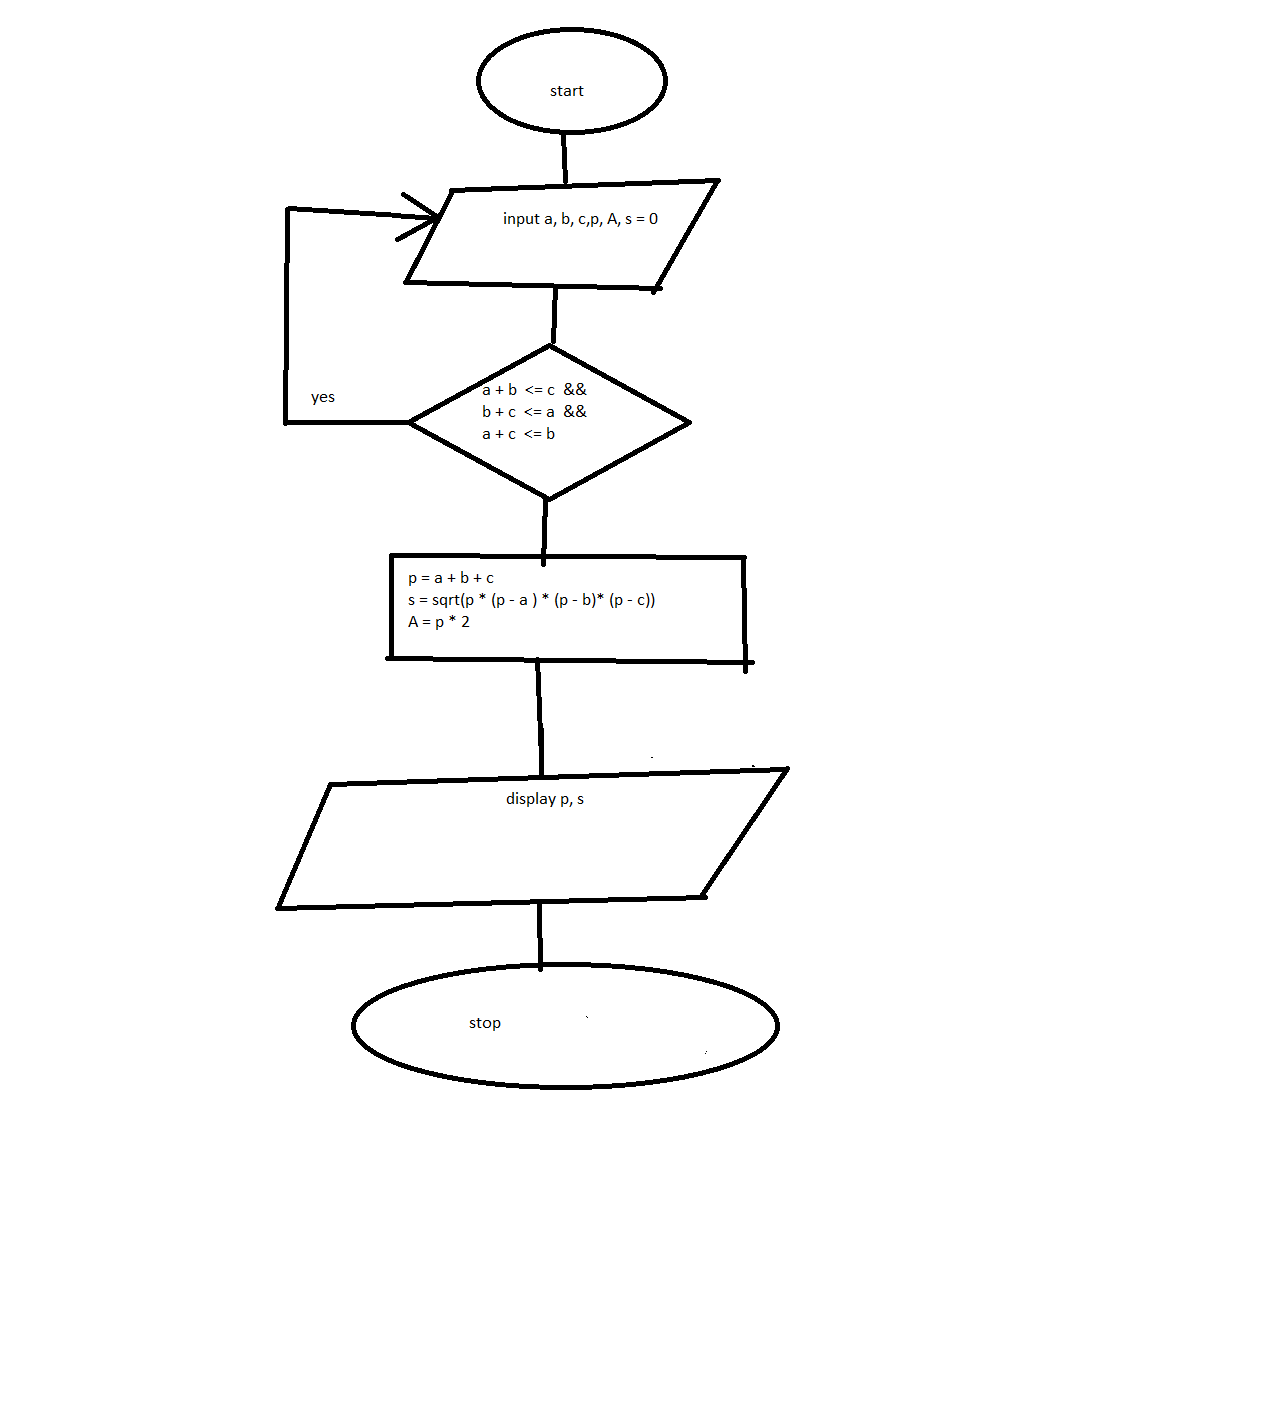 start
input a, b, c,p, A, s = 0
yes
a + b  <= c  &&
b + c  <= a  &&
a + c  <= b
p = a + b + c
s = sqrt(p * (p - a ) * (p - b)* (p - c))
A = p * 2
display p, s
stop